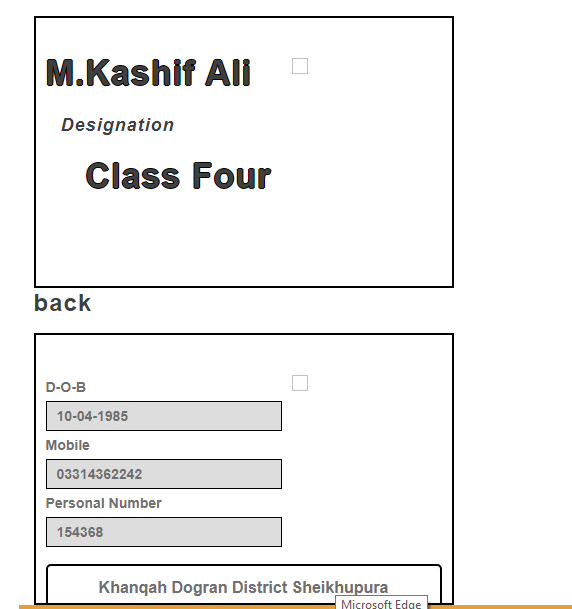 M.Kashif Ali
Designation
Class Four
back
D-O-B
10-04-1985
Mobile
03314362242
Personal Number
154368
Khanqah Dogran District Sheikhupura
Microsoft Edge